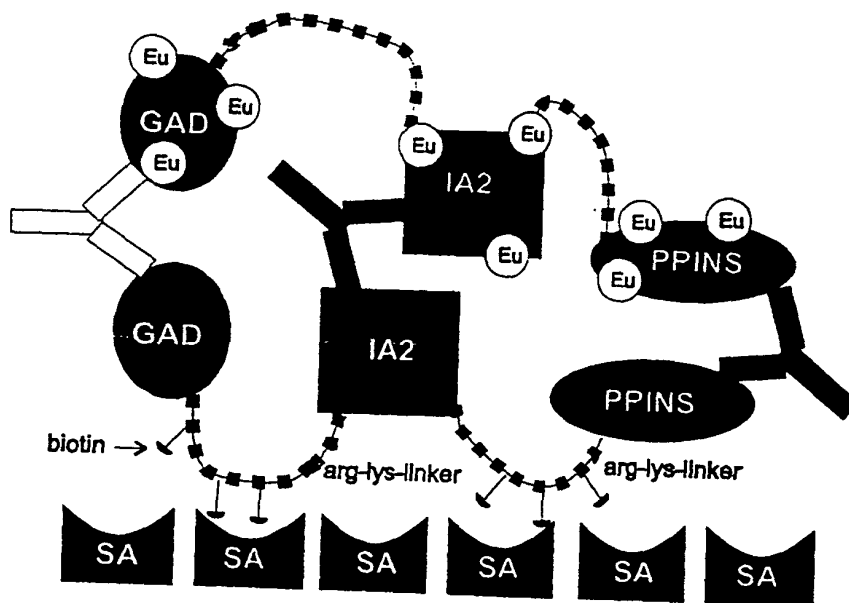 Eu
Eu
GAD
Eu
Eu
Eu
IA2
Eu
Eu
Eu
PPINS
Eu
GAD
IA2
PPINS
biotin →
arg-lys-linker
arg-lys-linker
SA
SA
SA
SA
SA
SA